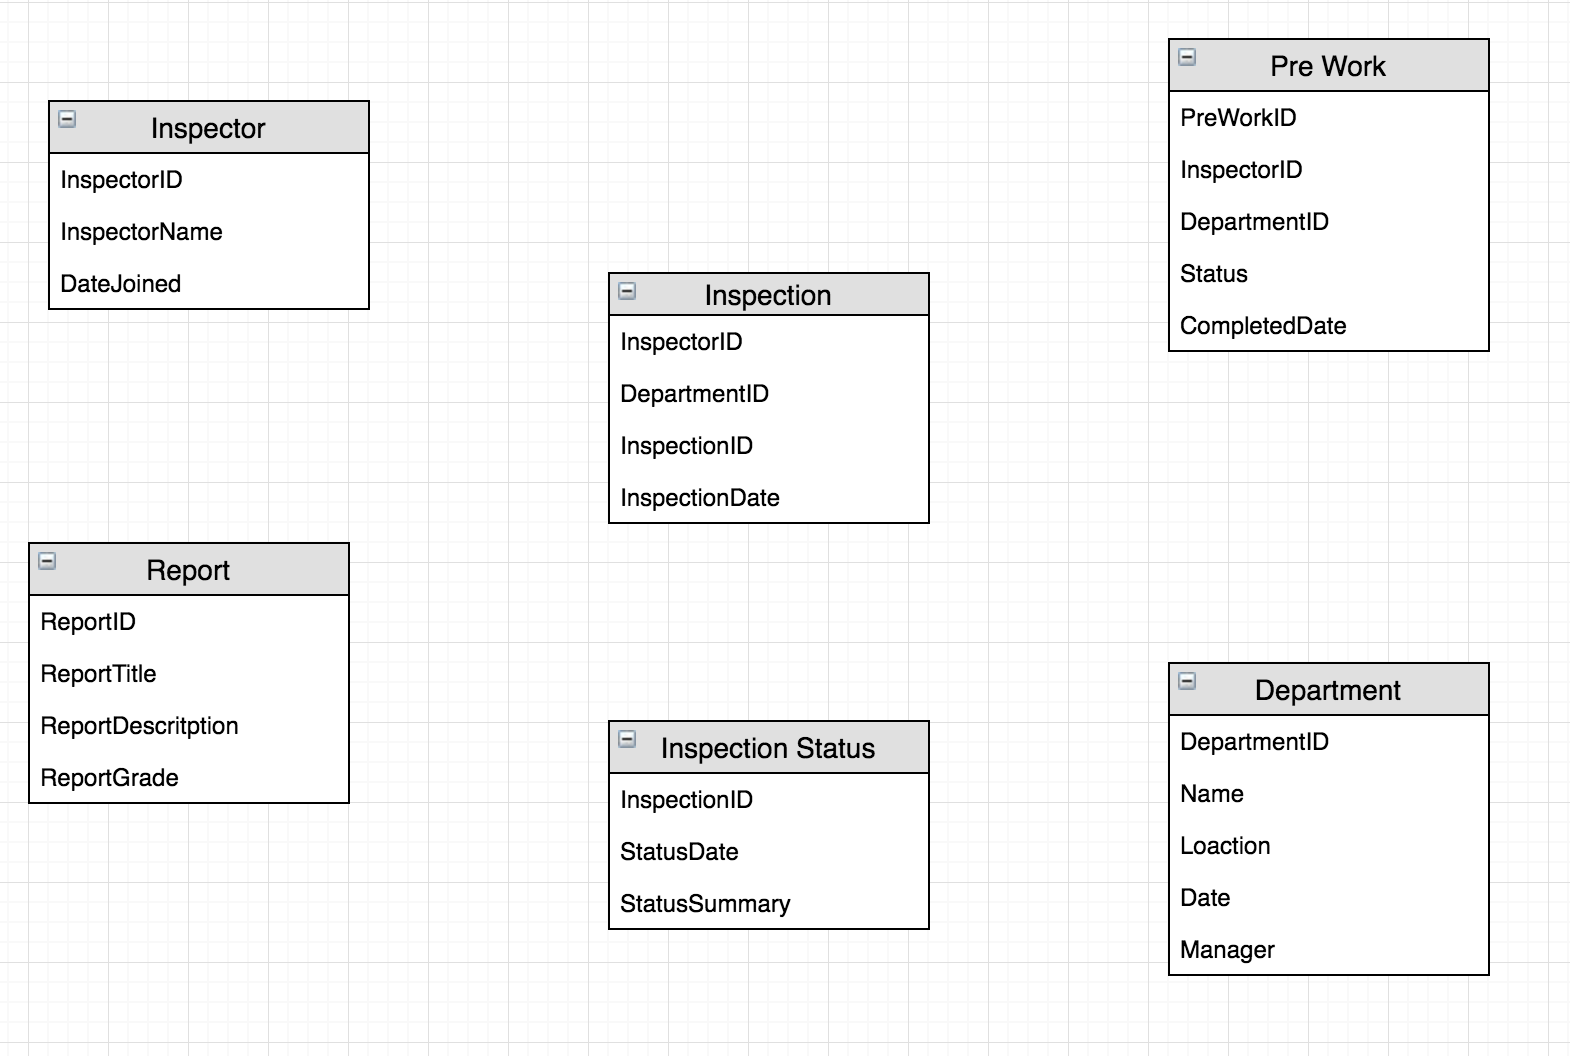 Inspector
InspectorID
InspectorName
DateJoined
Pre Work
PreWorkID
InspectorID
DepartmentID
Status
CompletedDate
Inspection
InspectorID
DepartmentID
InspectionID
InspectionDate
Report
ReportID
ReportTitle
ReportDescritption
ReportGrade
Inspection Status
InspectionID
StatusDate
StatusSummary
Department
DepartmentID
Name
Loaction
Date
Manager